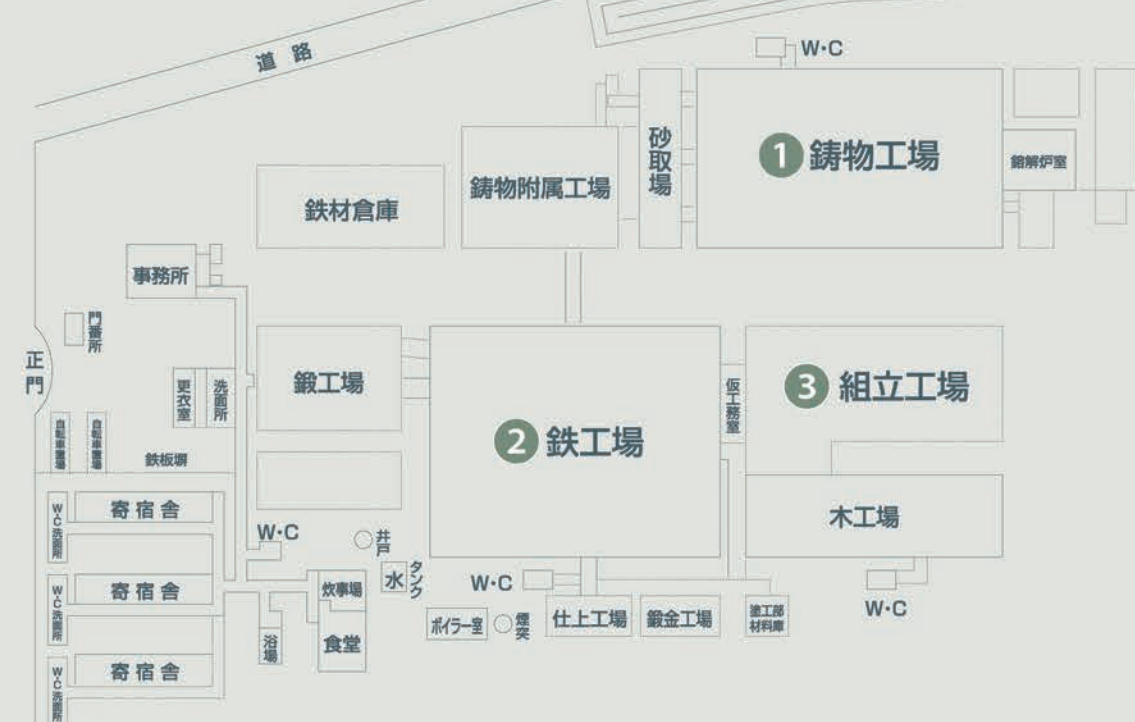 道路
W・C
砂取場
❶鋳物工場
鋳物附属工場
鎔解炉室
鉄材倉庫
事務所
門番所
正門
鍛工場
更衣室
洗面所
仮工務室
❸組立工場
❷鉄工場
自転車置場
自転車置場
鉄板塀
木工場
W・C洗面所
寄宿舎
W・C
井戸
水タンク
W・C
W・C洗面所
寄宿舎
炊事場
W・C
ボイラー室
煙突
仕上工場
鍛金工場
塗工部
材料庫
浴場
食堂
W・C洗面所
寄宿舎